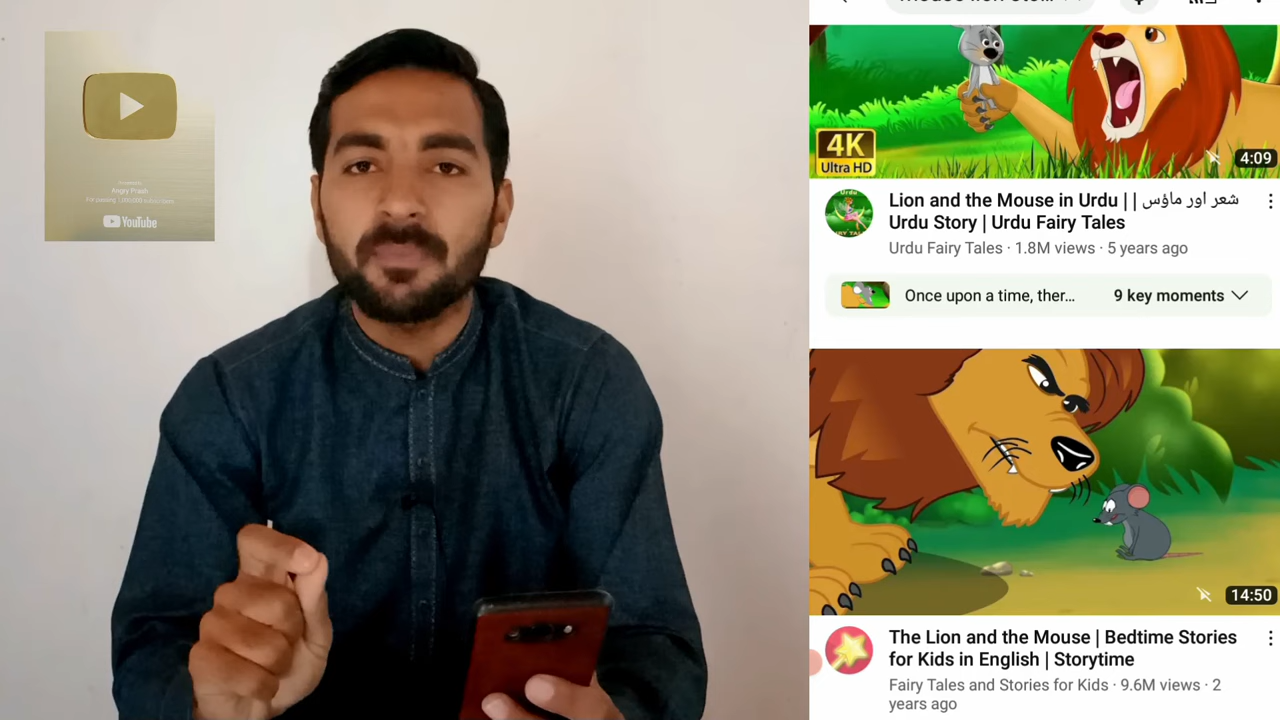 Angry Prash
YouTube
4K
Ultra HD
4:09
Lion and the Mouse in Urdu | | شعر اور ماؤس
Urdu Story | Urdu Fairy Tales
Urdu Fairy Tales · 1.8M views · 5 years ago
Once upon a time, ther...
9 key moments
14:50
The Lion and the Mouse | Bedtime Stories
for Kids in English | Storytime
Fairy Tales and Stories for Kids · 9.6M views · 2
years ago